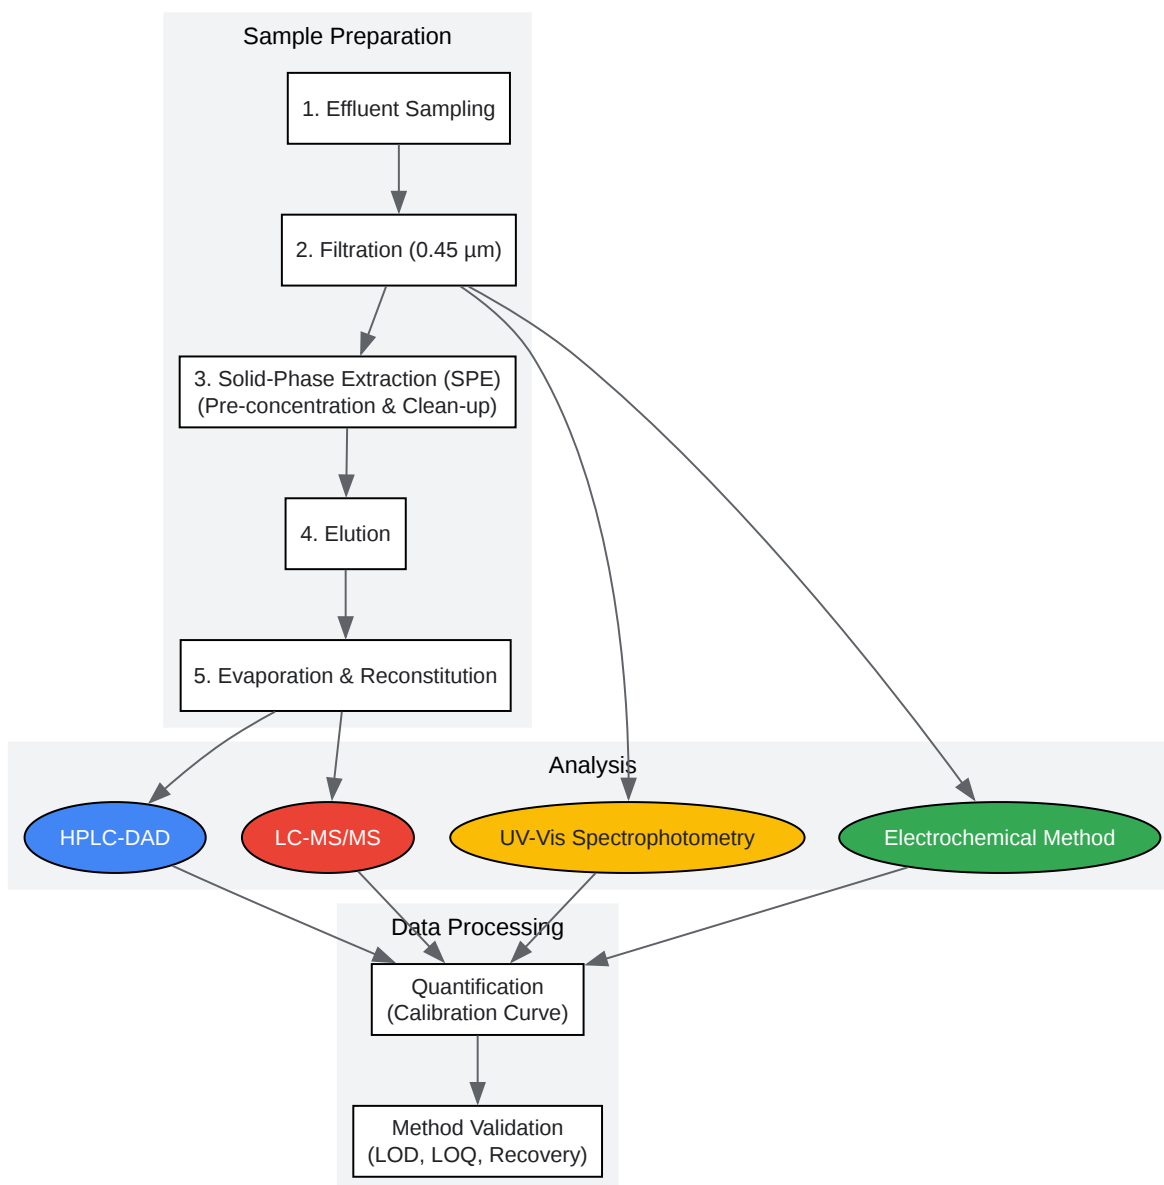 Sample Preparation
1. Effluent Sampling
2. Filtration (0.45 µm)
3. Solid-Phase Extraction (SPE)
(Pre-concentration & Clean-up)
4. Elution
5. Evaporation & Reconstitution
Analysis
HPLC-DAD
LC-MS/MS
UV-Vis Spectrophotometry
Electrochemical Method
Data Processing
Quantification
(Calibration Curve)
Method Validation
(LOD, LOQ, Recovery)